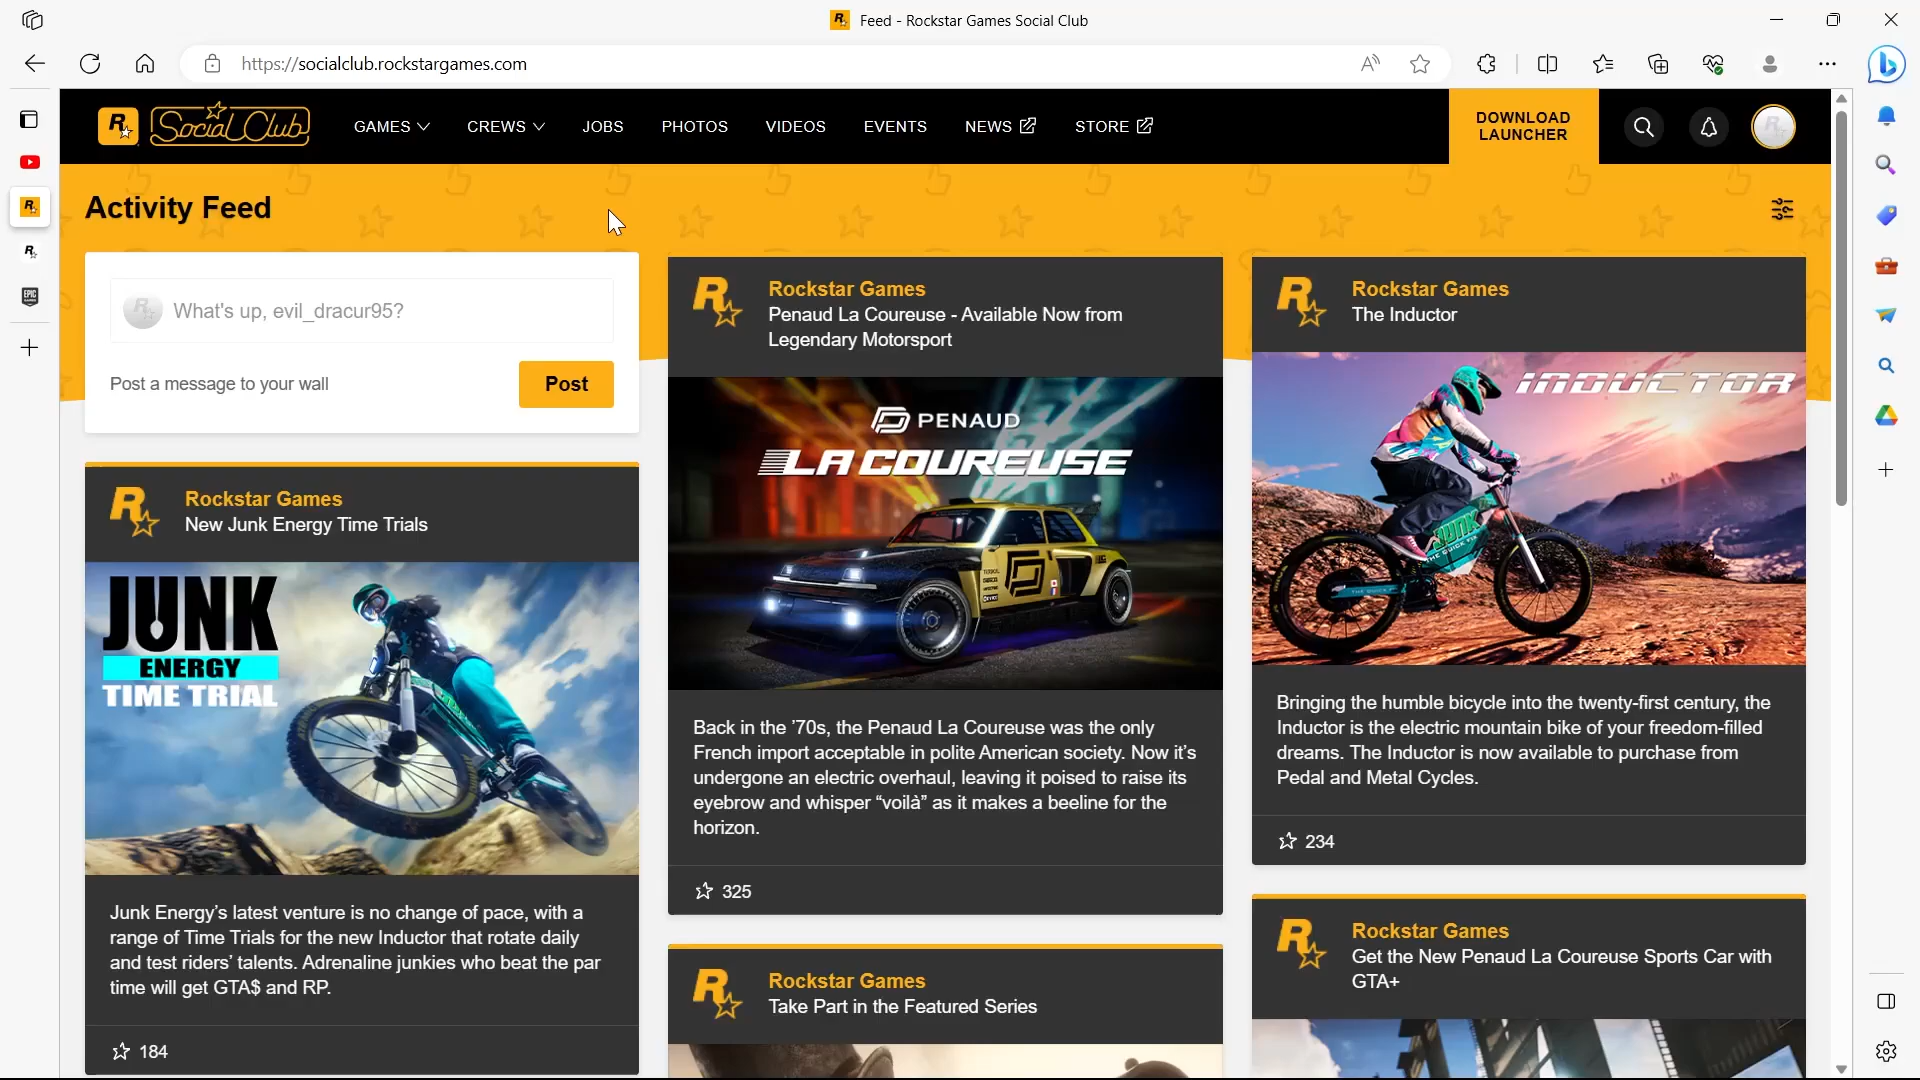 Feed - Rockstar Games Social Club
https://socialclub.rockstargames.com
R
Social Club
GAMES
CREWS
JOBS
PHOTOS
VIDEOS
EVENTS
NEWS
STORE
DOWNLOAD
LAUNCHER
Activity Feed
What's up, evil_dracur95?
Post a message to your wall
Post
Rockstar Games
New Junk Energy Time Trials
JUNK
ENERGY
TIME TRIAL
Junk Energy’s latest venture is no change of pace, with a
range of Time Trials for the new Inductor that rotate daily
and test riders’ talents. Adrenaline junkies who beat the par
time will get GTA$ and RP.
184
Rockstar Games
Penaud La Coureuse - Available Now from
Legendary Motorsport
PENAUD
LA COUREUSE
Back in the ’70s, the Penaud La Coureuse was the only
French import acceptable in polite American society. Now it’s
undergone an electric overhaul, leaving it poised to raise its
eyebrow and whisper “voilà” as it makes a beeline for the
horizon.
325
Rockstar Games
Take Part in the Featured Series
Rockstar Games
The Inductor
INDUCTOR
JUNK
Bringing the humble bicycle into the twenty-first century, the
Inductor is the electric mountain bike of your freedom-filled
dreams. The Inductor is now available to purchase from
Pedal and Metal Cycles.
234
Rockstar Games
Get the New Penaud La Coureuse Sports Car with
GTA+